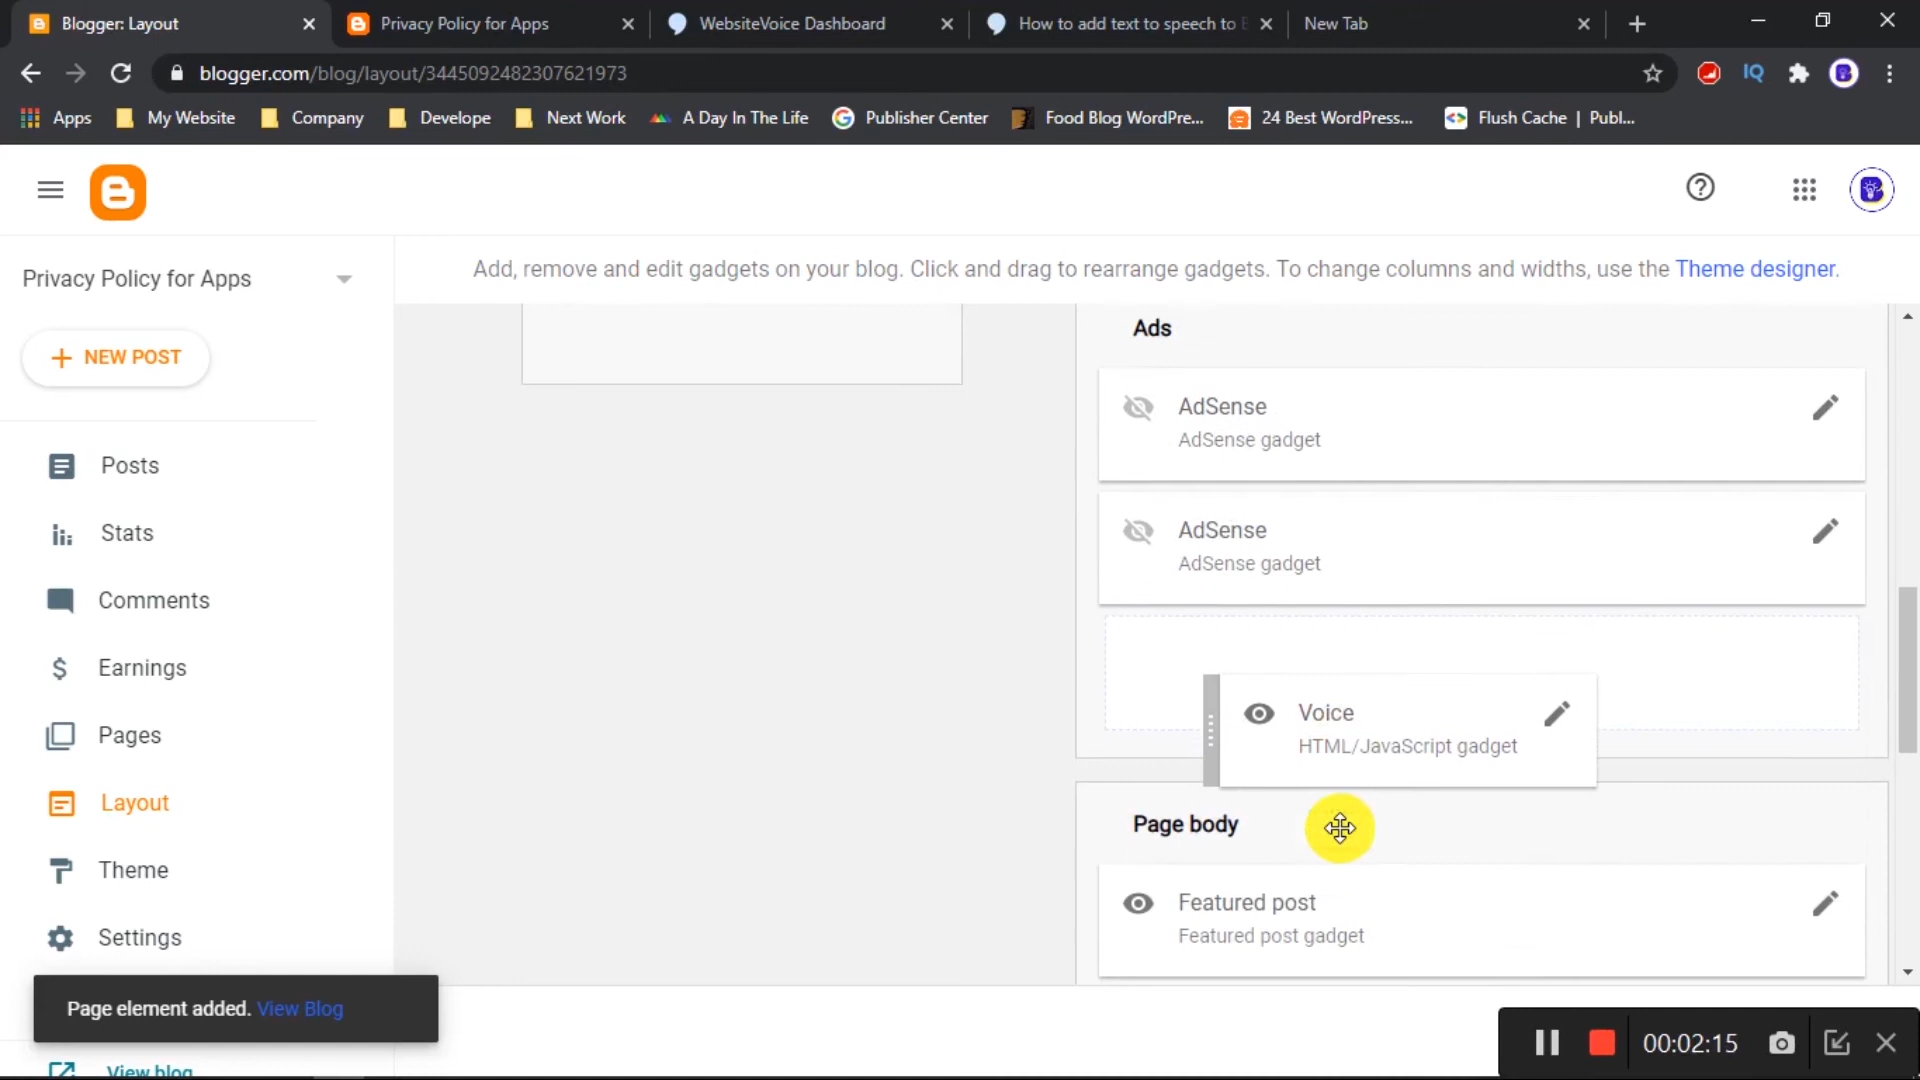 Blogger: Layout
Privacy Policy for Apps
WebsiteVoice Dashboard
How to add text to speech to
New Tab
blogger.com/blog/layout/3445092482307621973
IQ
Apps
My Website
Company
Develope
Next Work
A Day In The Life
Publisher Center
Food Blog WordPre...
24 Best WordPress...
Flush Cache | Publ...
Privacy Policy for Apps
Add, remove and edit gadgets on your blog. Click and drag to rearrange gadgets. To change columns and widths, use the Theme designer.
NEW POST
Posts
Stats
Comments
Earnings
Pages
Layout
Theme
Settings
View blog
Ads
AdSense
AdSense gadget
AdSense
AdSense gadget
Voice
HTML/JavaScript gadget
Page body
Featured post
Featured post gadget
Page element added. View Blog
00:02:15